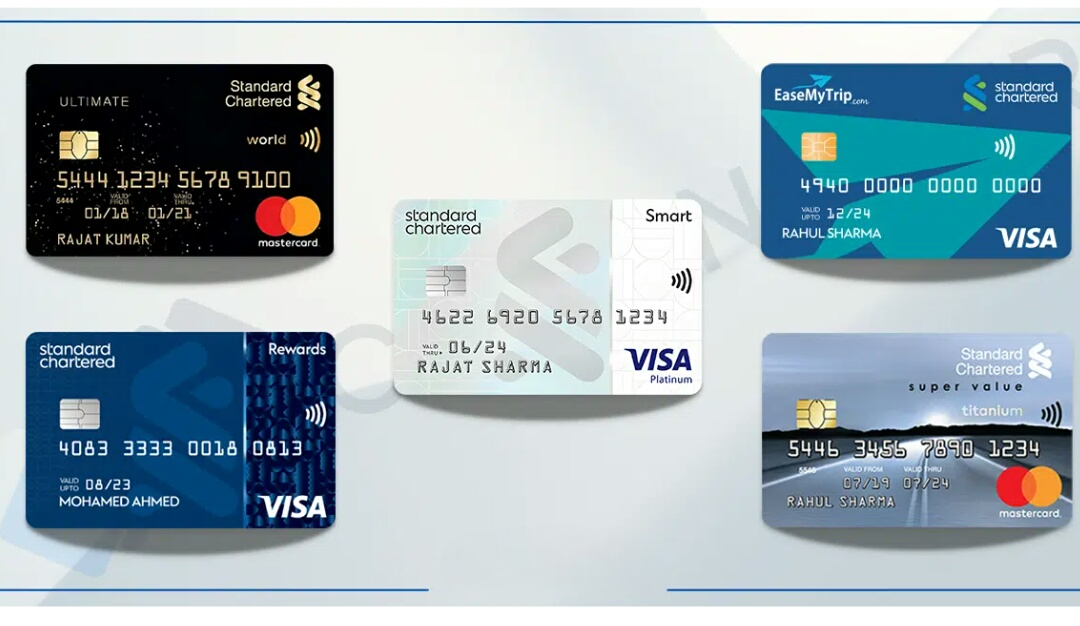 ULTIMATE
Standard
Chartered
world
5444 1234 5678 9100
5444
VALID
FROM
VALID
THRU
01/18 01/21
RAJAT KUMAR
mastercard
EaseMyTrip.com
standard
chartered
4940 0000 0000 0000
VALID
UPTO
12/24
RAHUL SHARMA
VISA
standard
chartered
Smart
4622 6920 5678 1234
VALID
THRU
06/24
RAJAT SHARMA
VISA
Platinum
standard
chartered
Rewards
4083 3333 0018 0813
VALID
UPTO
08/23
MOHAMED AHMED
VISA
Standard
Chartered
super value
titanium
5446 3456 7890 1234
VALID FROM
VALID THRU
07/19 07/24
RAHUL SHARMA
mastercard.